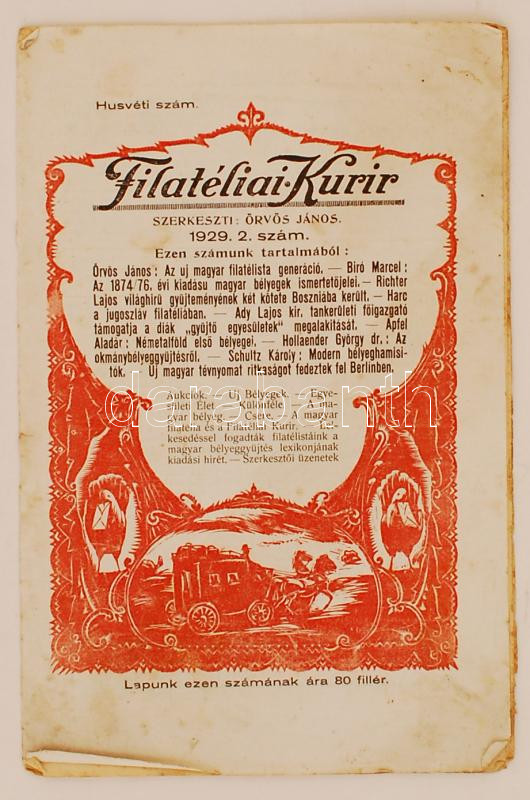 Husvéti szám.
Filatéliai-Kurir
SZERKESZTI: ÖRVÖS JÁNOS.
1929. 2. szám.
Ezen számunk tartalmából:
Örvös János: Az uj magyar filatélista generáció. — Biró Marcel:
Az 1874/76. évi kiadásu magyar bélyegek ismertetőjelei. — Richter
Lajos világhírü gyüjteményének két kötete Boszniába került. — Harc
a jugoszláv filatéliában. — Ady Lajos kir. tankerületi főigazgató
támogatja a diák „gyüjtő egyesületek" megalakitását. — Apfel
Aladár: Németalföld első bélyegei. — Hollaender György dr.: Az
okmánybélyeggyüjtésről. — Schultz Károly: Modern bélyeghamisi-
tók. — Uj magyar tévnyomat ritkaságot fedeztek fel Berlinben.
Aukciók. — Uj Bélyegek. — Egye-
sületi Élet — Különféle. — A ma-
gyar bélyeg. — Csere. — A magyar
filatélia és a Filatéliai Kurir. —
kesedéssel fogadták filatélistáink a
magyar bélyeggyüjtés lexikonjának
kiadási hirét. — Szerkesztői üzenetek
darabanth
Lapunk ezen számának ára 80 fillér.